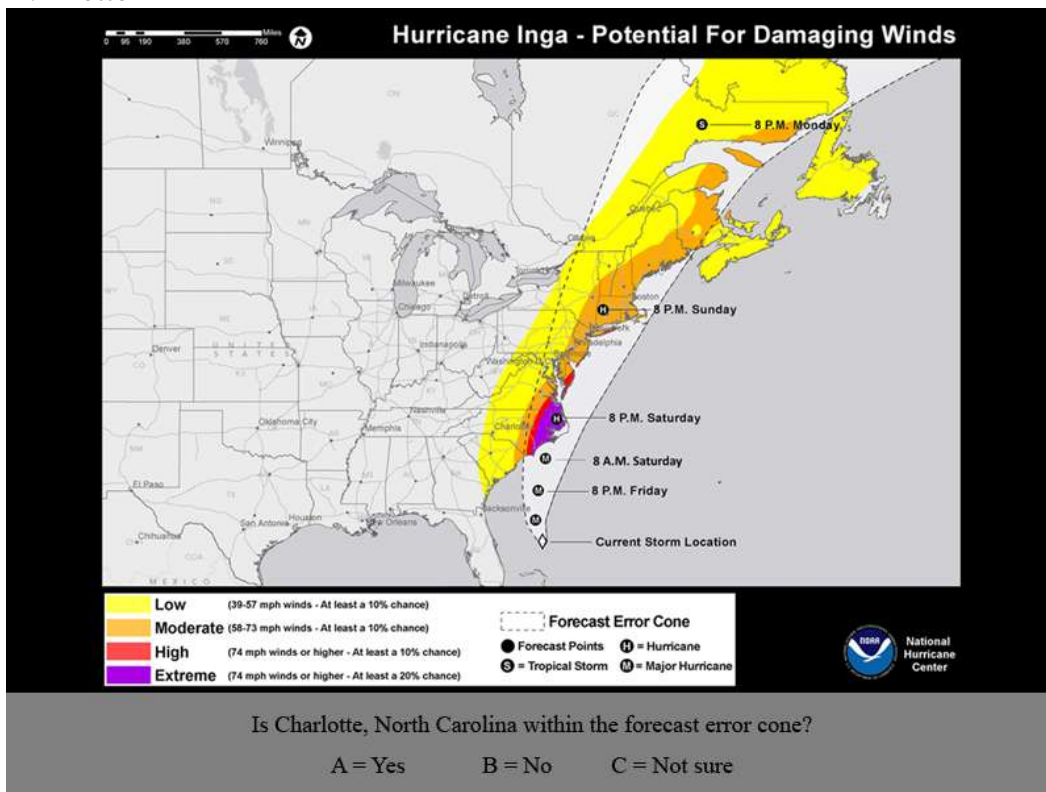 Miles
0 95 190 380 570 760
N
Hurricane Inga - Potential For Damaging Winds
ON
QC
Winnipeg
S 8 P.M. Monday
Quebec
Ottawa
Toronto
Milwaukee
Detroit
Boston
H 8 P.M. Sunday
Chicago
New York
Philadelphia
Denver
UNITED
STATES
Indianapolis
Washington D.C.
Nashville
H 8 P.M. Saturday
Oklahoma City
Memphis
Charlotte
M 8 A.M. Saturday
El Paso
M 8 P.M. Friday
Jacksonville
San Antonio
Houston
New Orleans
M
Chihuahua
Current Storm Location
MEXICO
Low (39-57 mph winds - At least a 10% chance)
Moderate (58-73 mph winds - At least a 10% chance)
High (74 mph winds or higher - At least a 10% chance)
Extreme (74 mph winds or higher - At least a 20% chance)
Forecast Error Cone
Forecast Points H = Hurricane
S = Tropical Storm M = Major Hurricane
NOAA
National
Hurricane
Center
Is Charlotte, North Carolina within the forecast error cone?
A = Yes B = No C = Not sure